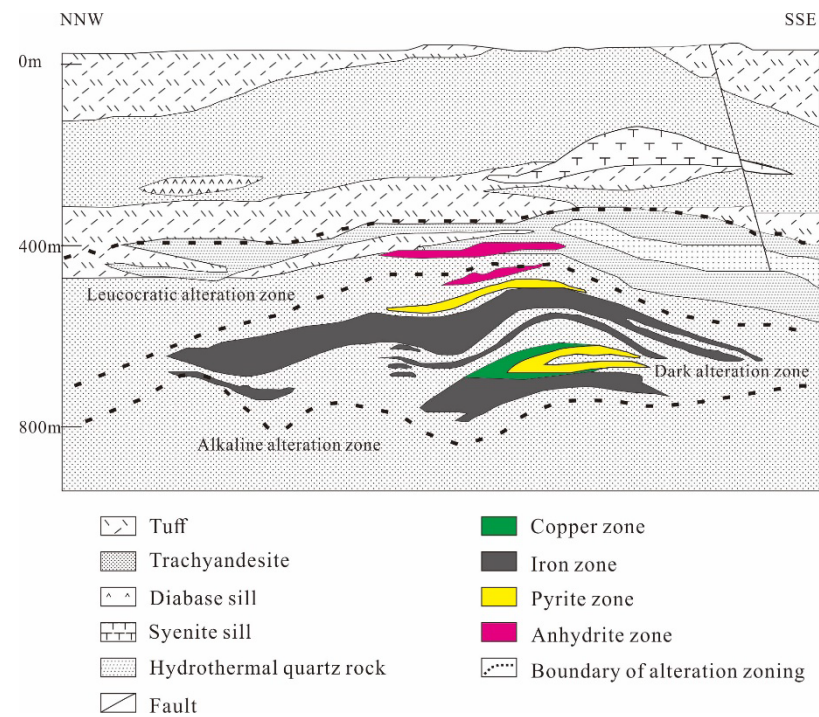 NNW
SSE
0m
400m
Leucocratic alteration zone
Dark alteration zone
800m
Alkaline alteration zone
Tuff
Trachyandesite
Diabase sill
Syenite sill
Hydrothermal quartz rock
Fault
Copper zone
Iron zone
Pyrite zone
Anhydrite zone
Boundary of alteration zoning